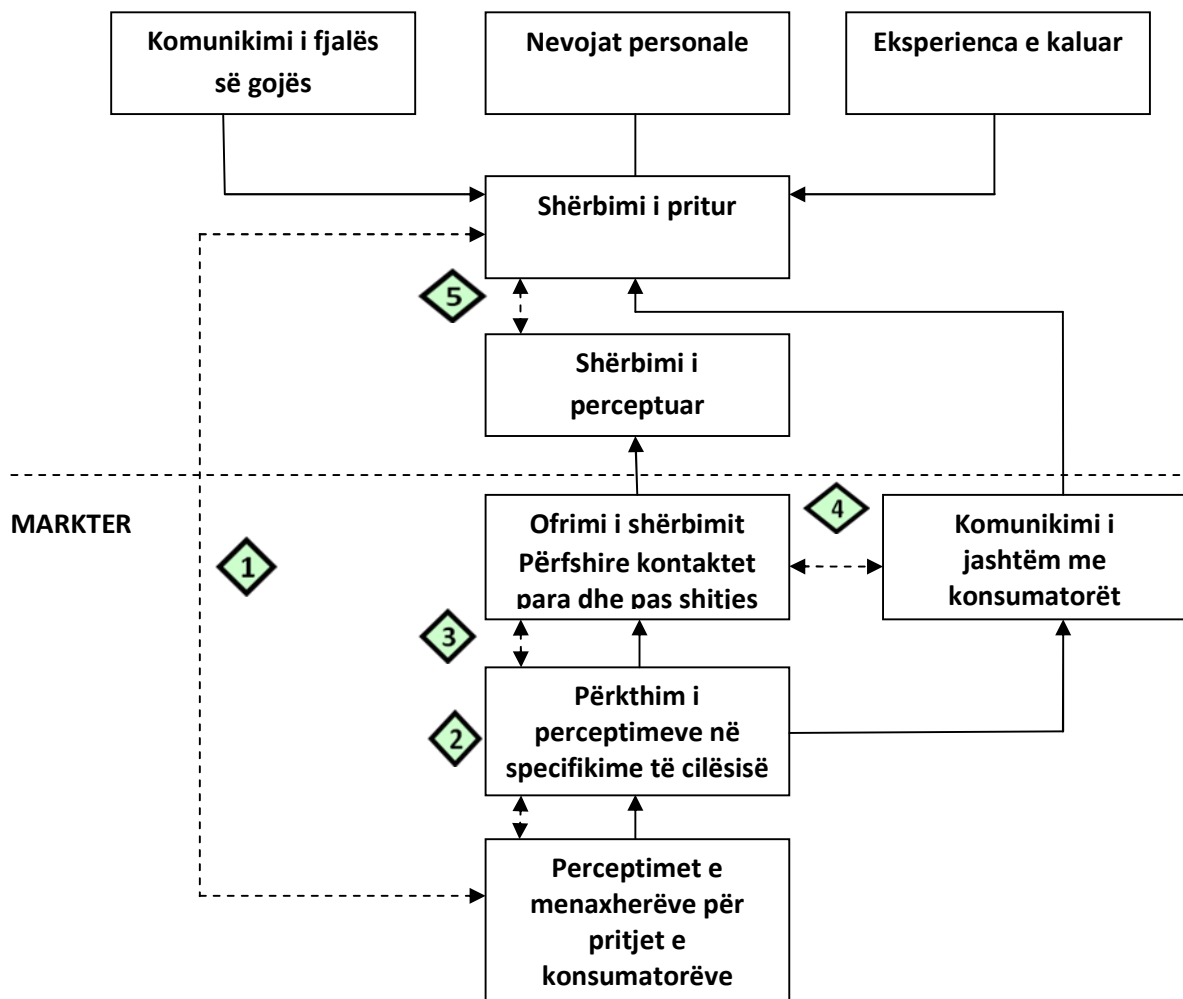 Komunikimi i fjalës
së gojës
Nevojat personale
Eksperienca e kaluar
Shërbimi i pritur
5
Shërbimi i
perceptuar
MARKTER
1
Ofrimi i shërbimit
Përfshire kontaktet
para dhe pas shitjes
4
Komunikimi i
jashtëm me
konsumatorët
3
2
Përkthim i
perceptimeve në
specifikime të cilësisë
Perceptimet e
menaxherëve për
pritjet e
konsumatorëve